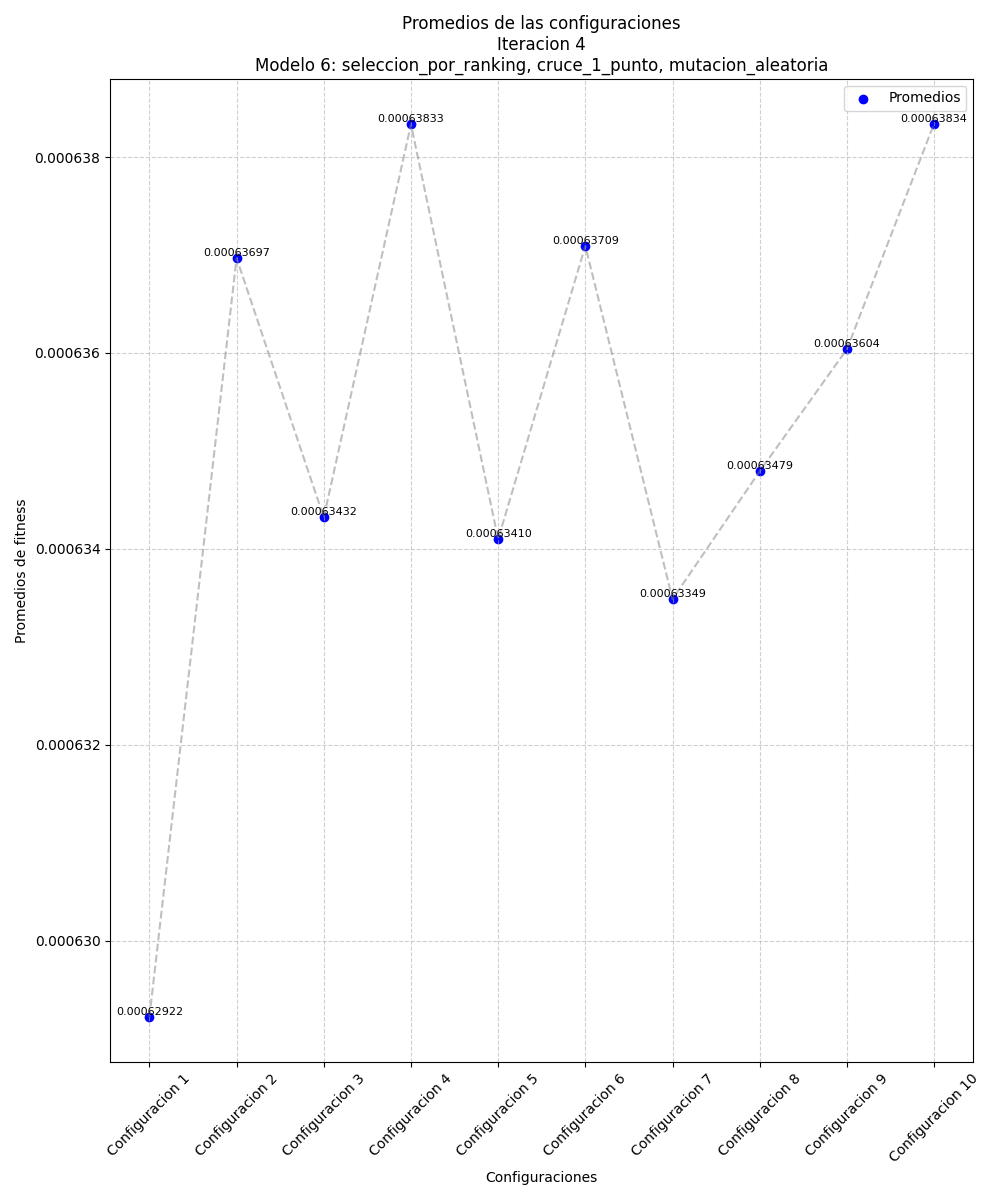 Promedios de las configuraciones
Iteracion 4
Modelo 6: seleccion_por_ranking, cruce_1_punto, mutacion_aleatoria
Promedios
0.00063833
0.00063834
0.000638
0.00063709
0.00063697
0.00063604
0.000636
0.00063479
0.00063432
0.00063410
0.000634
0.00063349
Promedios de fitness
0.000632
0.000630
0.00062922
Configuracion 1
Configuracion 2
Configuracion 3
Configuracion 4
Configuracion 5
Configuracion 6
Configuracion 7
Configuracion 8
Configuracion 9
Configuracion 10
Configuraciones